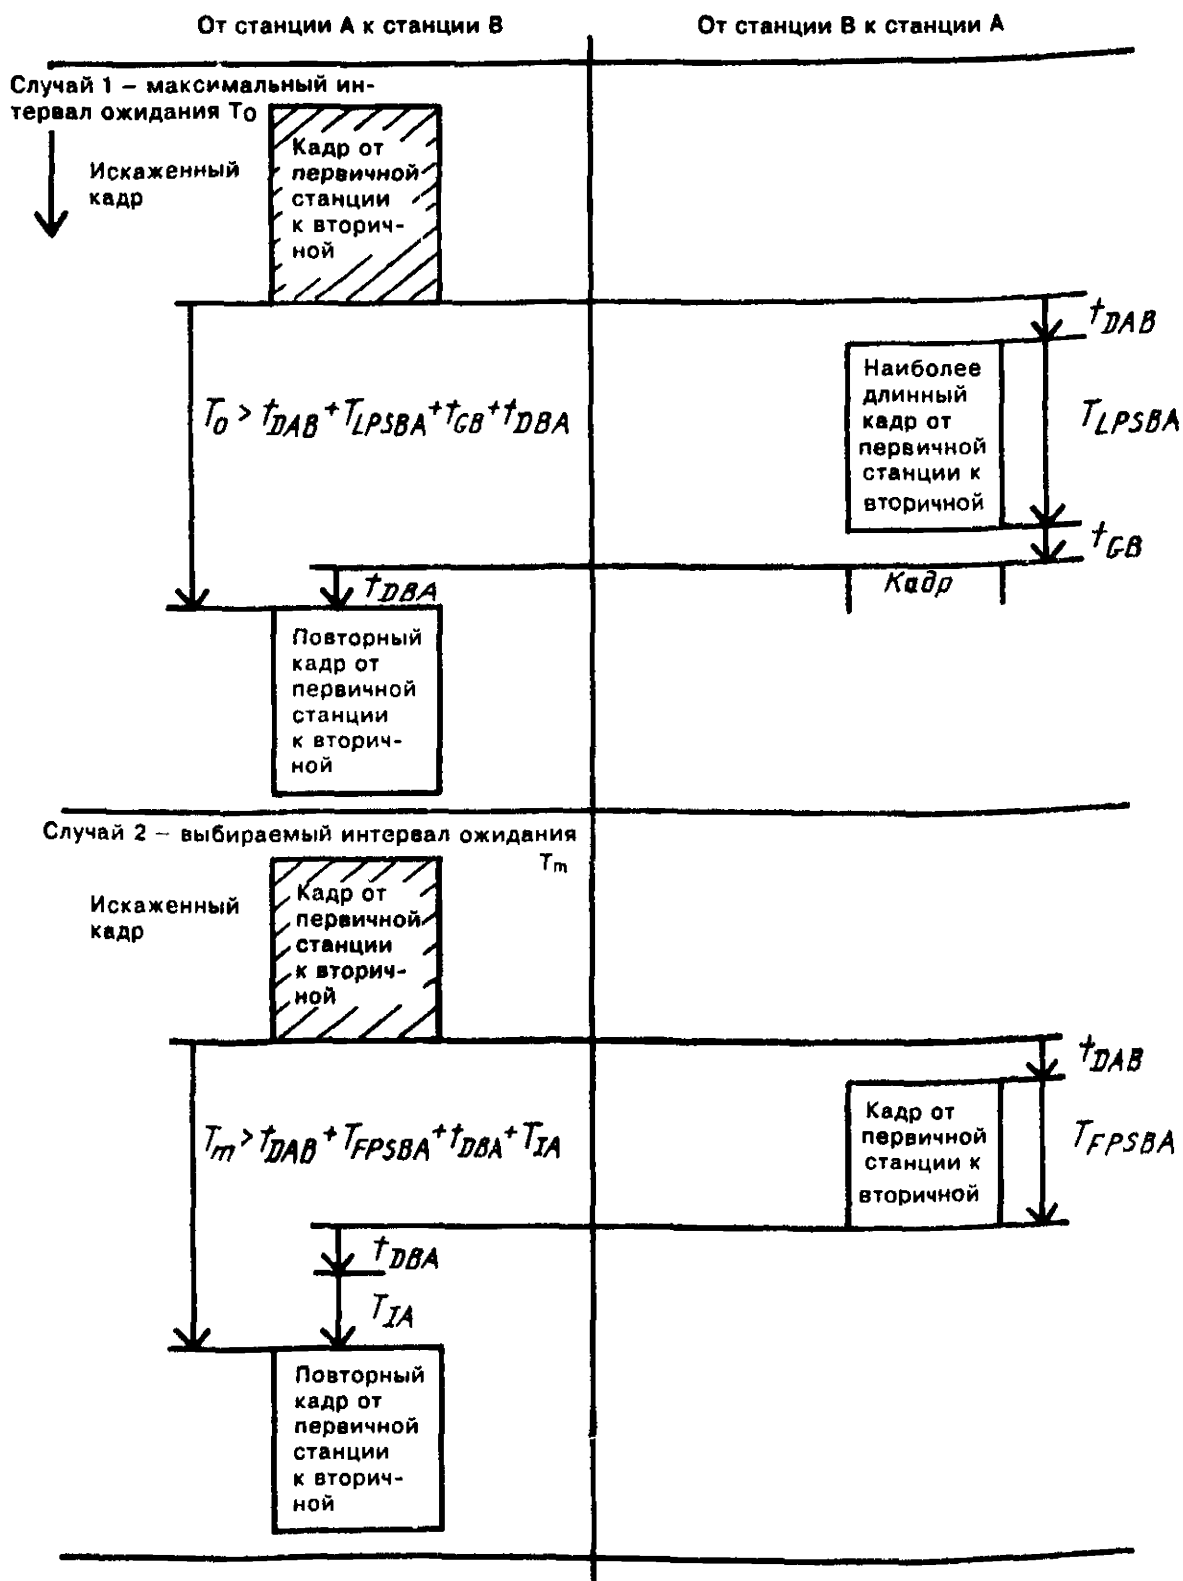 От станции А к станции В
От станции В к станции А
Случай 1 – максимальный ин-
тервал ожидания Tо
Искаженный
кадр
Кадр от
первичной
станции
к вторич-
ной
tDAB
Наиболее
длинный
кадр от
первичной
станции к
вторичной
TLPSBA
To > tDAB + TLPSBA + tGB + tDBA
tGB
Кадр
tDBA
Повторный
кадр от
первичной
станции
к вторич-
ной
Случай 2 – выбираемый интервал ожидания
Tm
Искаженный
кадр
Кадр от
первичной
станции
к вторич-
ной
tDAB
Кадр от
первичной
станции к
вторичной
TFPSBA
Tm > tDAB + TFPSBA + tDBA + TIA
tDBA
TIA
Повторный
кадр от
первичной
станции
к вторич-
ной